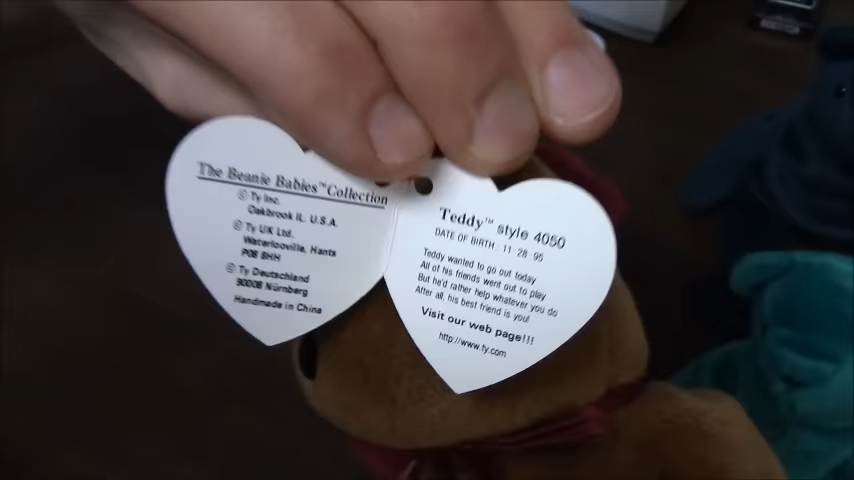 The Beanie Babies™Collection
© Ty Inc.
Oakbrook IL. U.S.A.
© Ty UK Ltd.
Waterlooville, Hants
PO8 8HH
© Ty Deutschland
90008 Nürnberg
Handmade in China
Teddy™ style 4050
DATE OF BIRTH : 11 - 28 - 95
Teddy wanted to go out today
All of his friends went out to play
But he'd rather help whatever you do
After all, his best friend is you!
Visit our web page!!!
http://www.ty.com